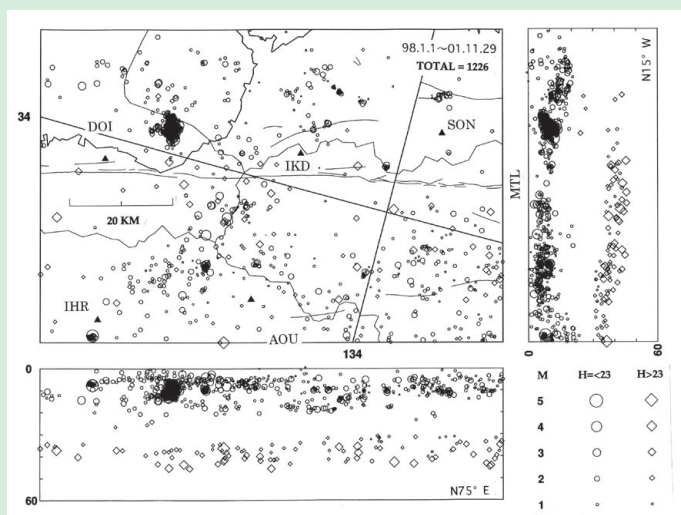 98.1.1～01.11.29
TOTAL = 1226
N15° W
34
DOI
SON
IKD
MTL
20 KM
IHR
AOU
134
0
60
0
60
N75° E
M H=<23 H>23
5
4
3
2
1